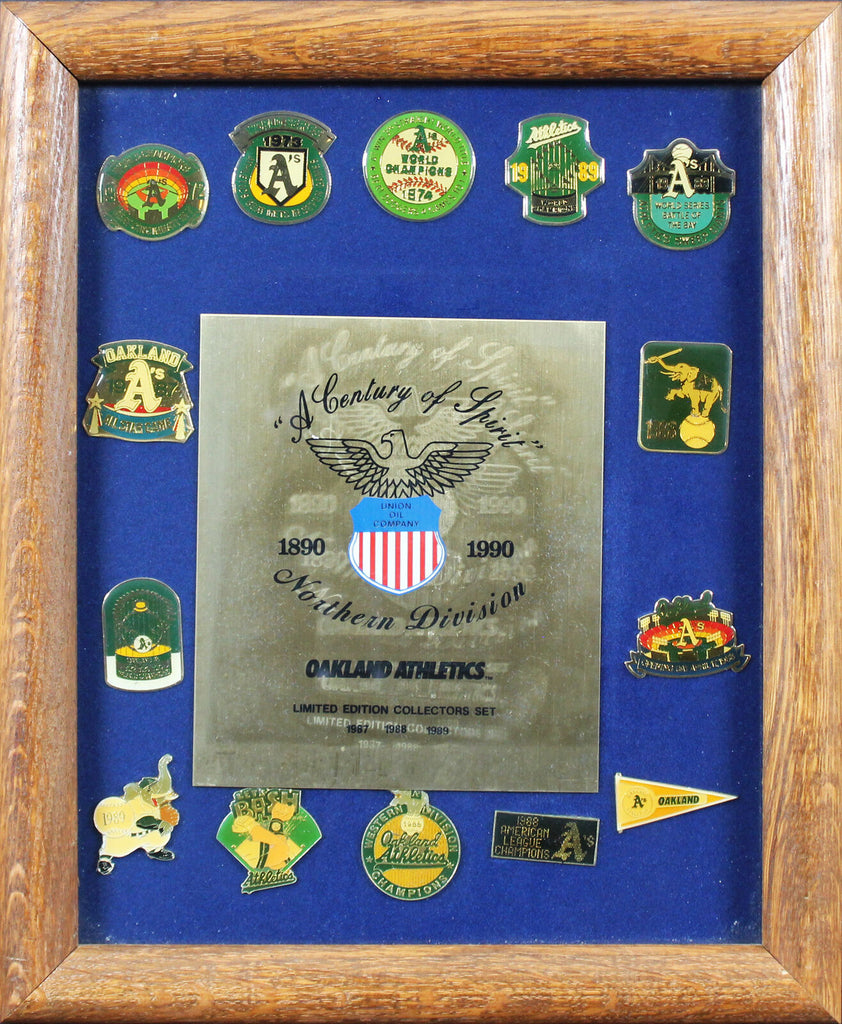 1973
A'S
A'S
WORLD
CHAMPIONS
1974
Athletics
19 89
A'S
WORLD SERIES
BATTLE OF
THE BAY
OAKLAND
A'S
1988
"A Century of Spirit"
UNION
OIL
COMPANY
1890 1990
Northern Division
OAKLAND ATHLETICS™
LIMITED EDITION COLLECTORS SET
1987 1988 1989
A'S
1989
BASH
Athletics
WESTERN DIVISION
1988
Oakland
Athletics
CHAMPIONS
1988
AMERICAN
LEAGUE
CHAMPIONS
A's
A's OAKLAND